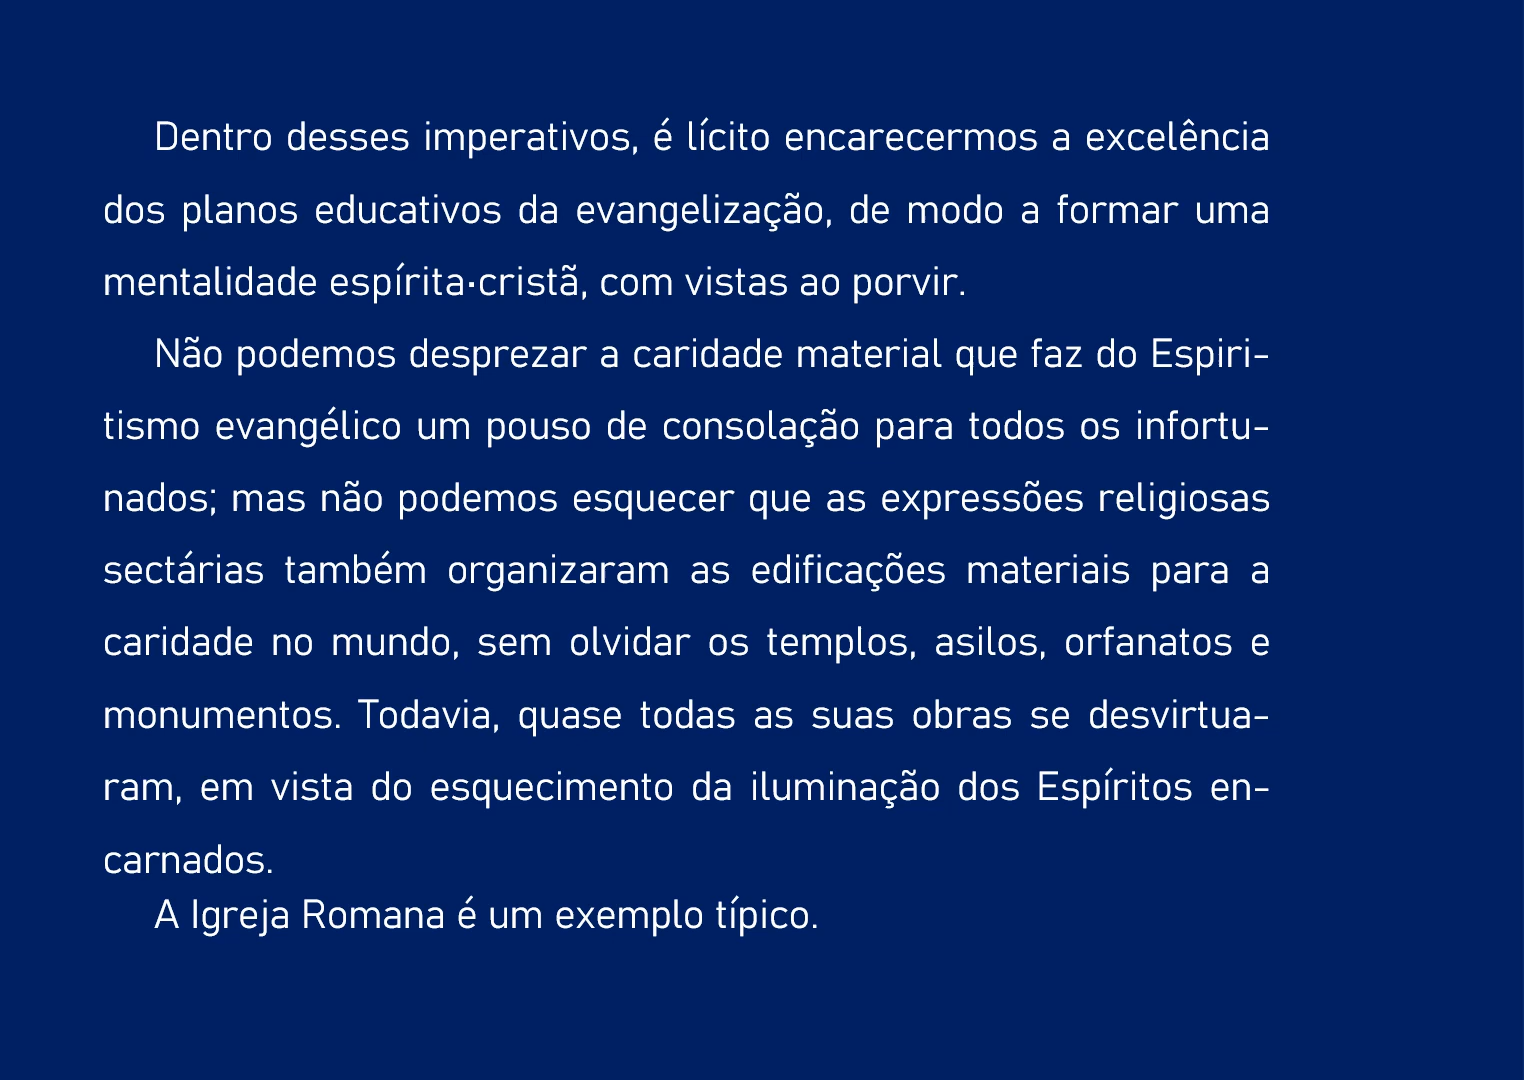 Dentro desses imperativos, é lícito encarecermos a excelência
dos planos educativos da evangelização, de modo a formar uma
mentalidade espírita·cristã, com vistas ao porvir.
Não podemos desprezar a caridade material que faz do Espiri-
tismo evangélico um pouso de consolação para todos os infortu-
nados; mas não podemos esquecer que as expressões religiosas
sectárias também organizaram as edificações materiais para a
caridade no mundo, sem olvidar os templos, asilos, orfanatos e
monumentos. Todavia, quase todas as suas obras se desvirtua-
ram, em vista do esquecimento da iluminação dos Espíritos en-
carnados.
A Igreja Romana é um exemplo típico.